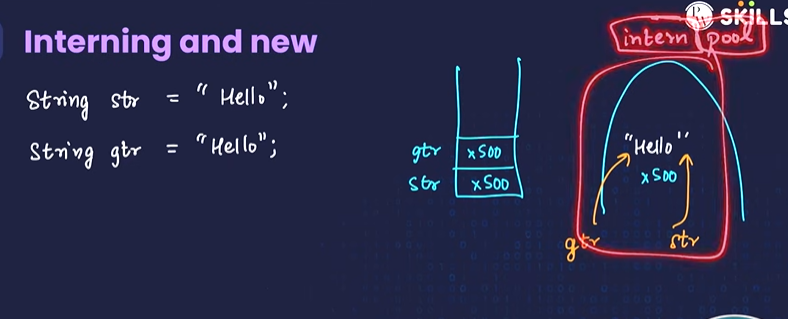 SKILLS
Interning and new
intern pool
String str = "Hello";
String gtr = "Hello";
gtr x500
str x500
"Hello"
x500
gtr
str